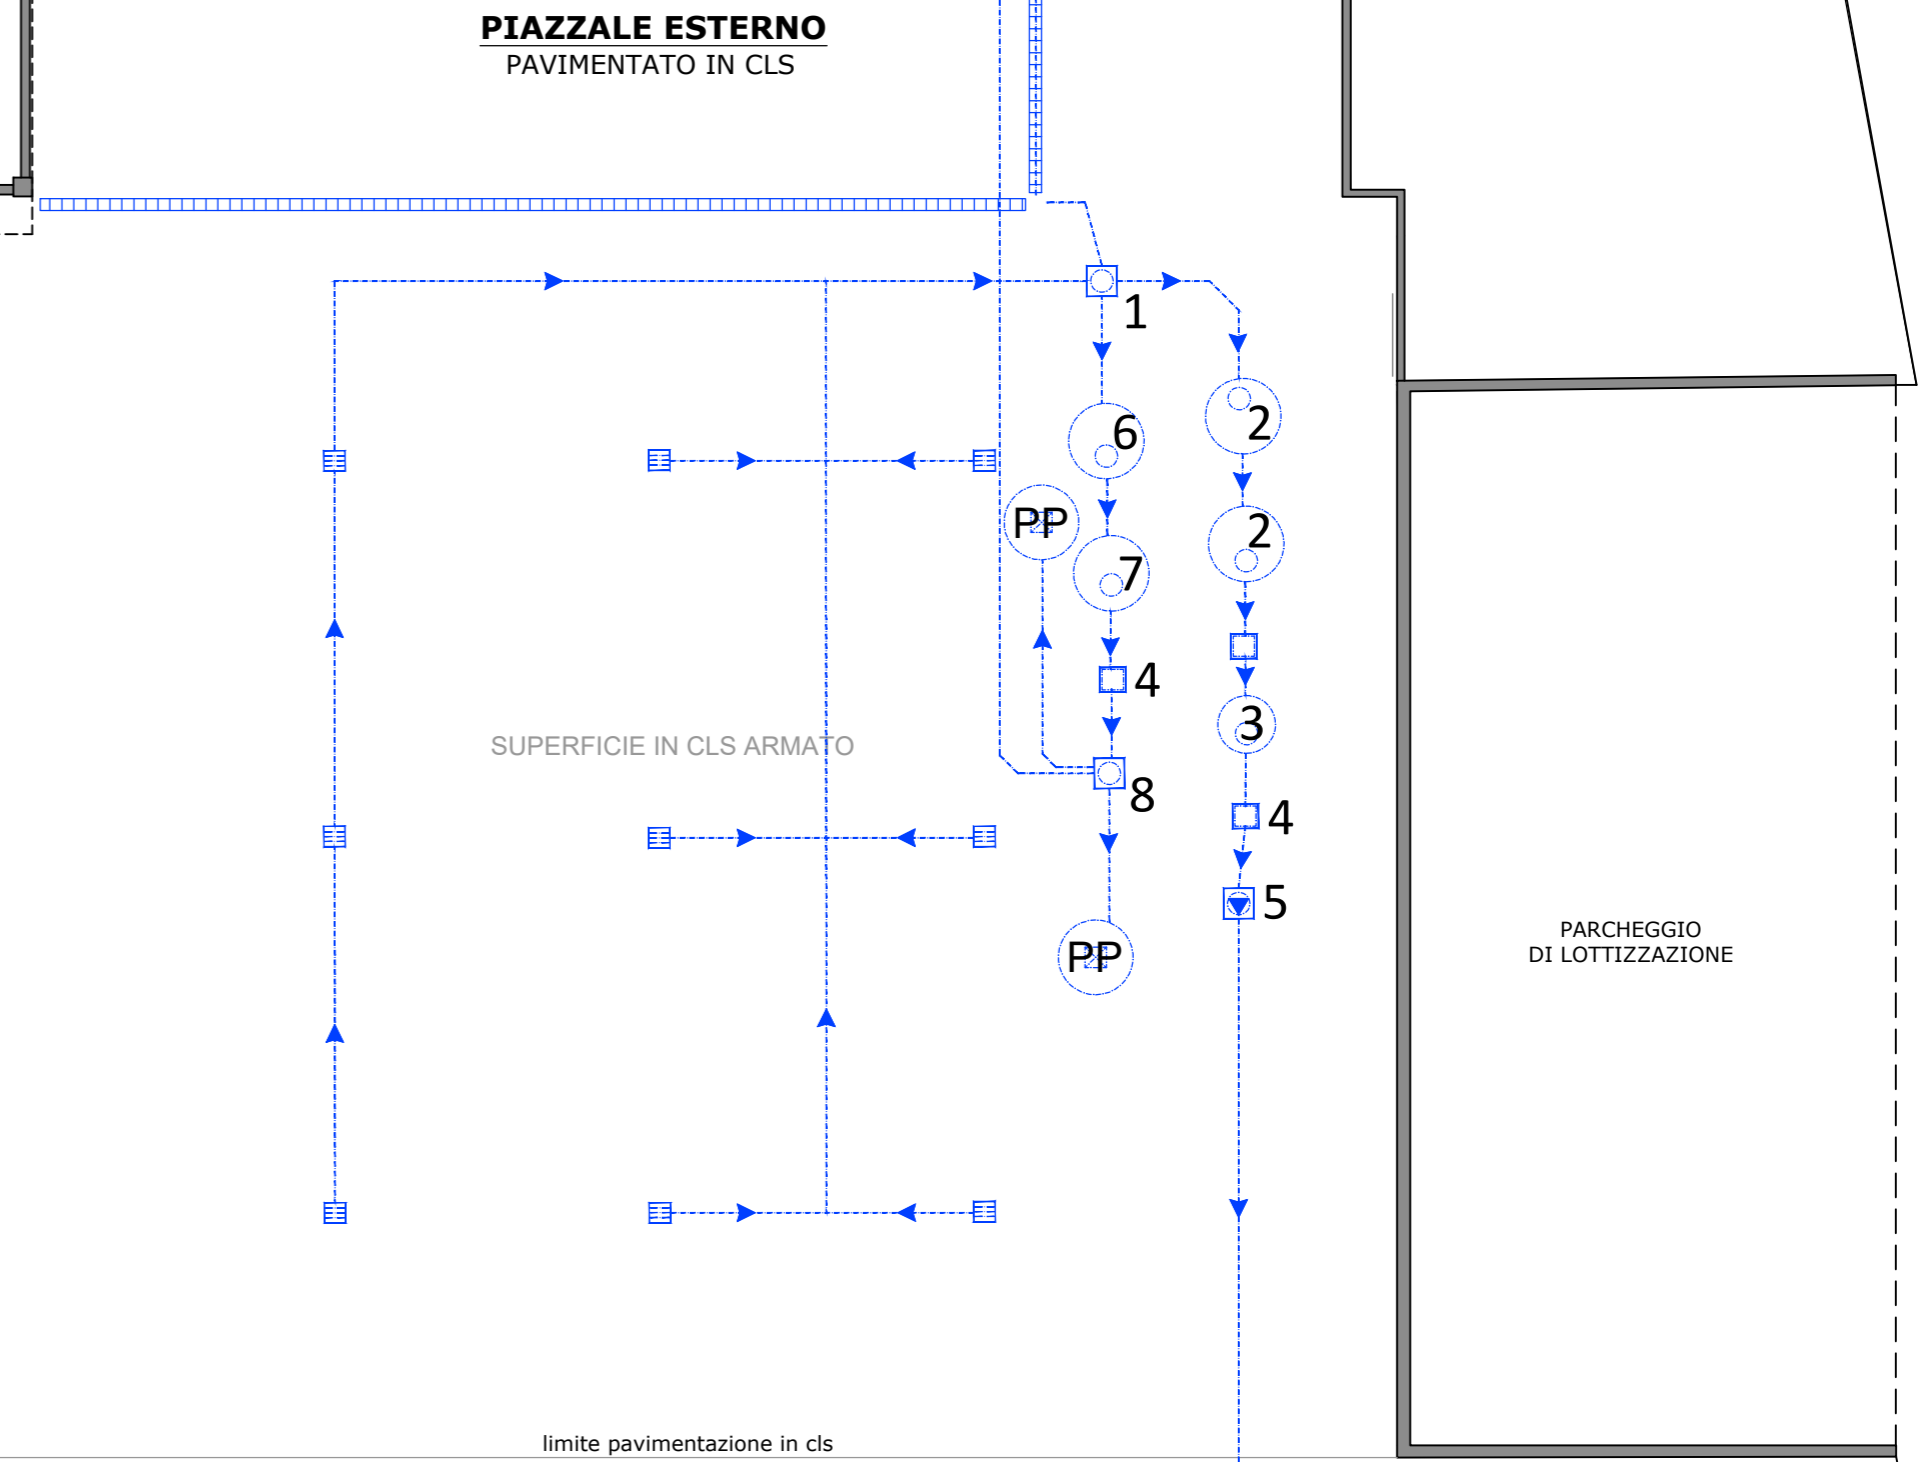 PIAZZALE ESTERNO
PAVIMENTATO IN CLS
1
6
2
PP
2
7
4
SUPERFICIE IN CLS ARMATO
3
8
4
5
PP
PARCHEGGIO
DI LOTTIZZAZIONE
limite pavimentazione in cls